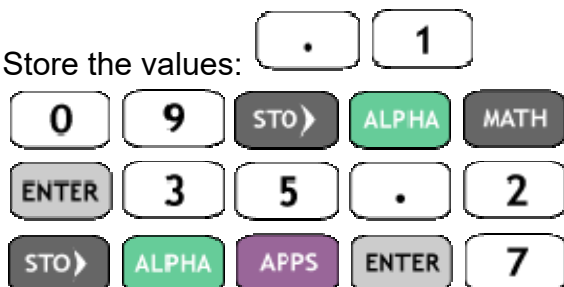 Store the values: . 1
0 9 STO⟩ ALPHA MATH
ENTER 3 5 . 2
STO⟩ ALPHA APPS ENTER 7